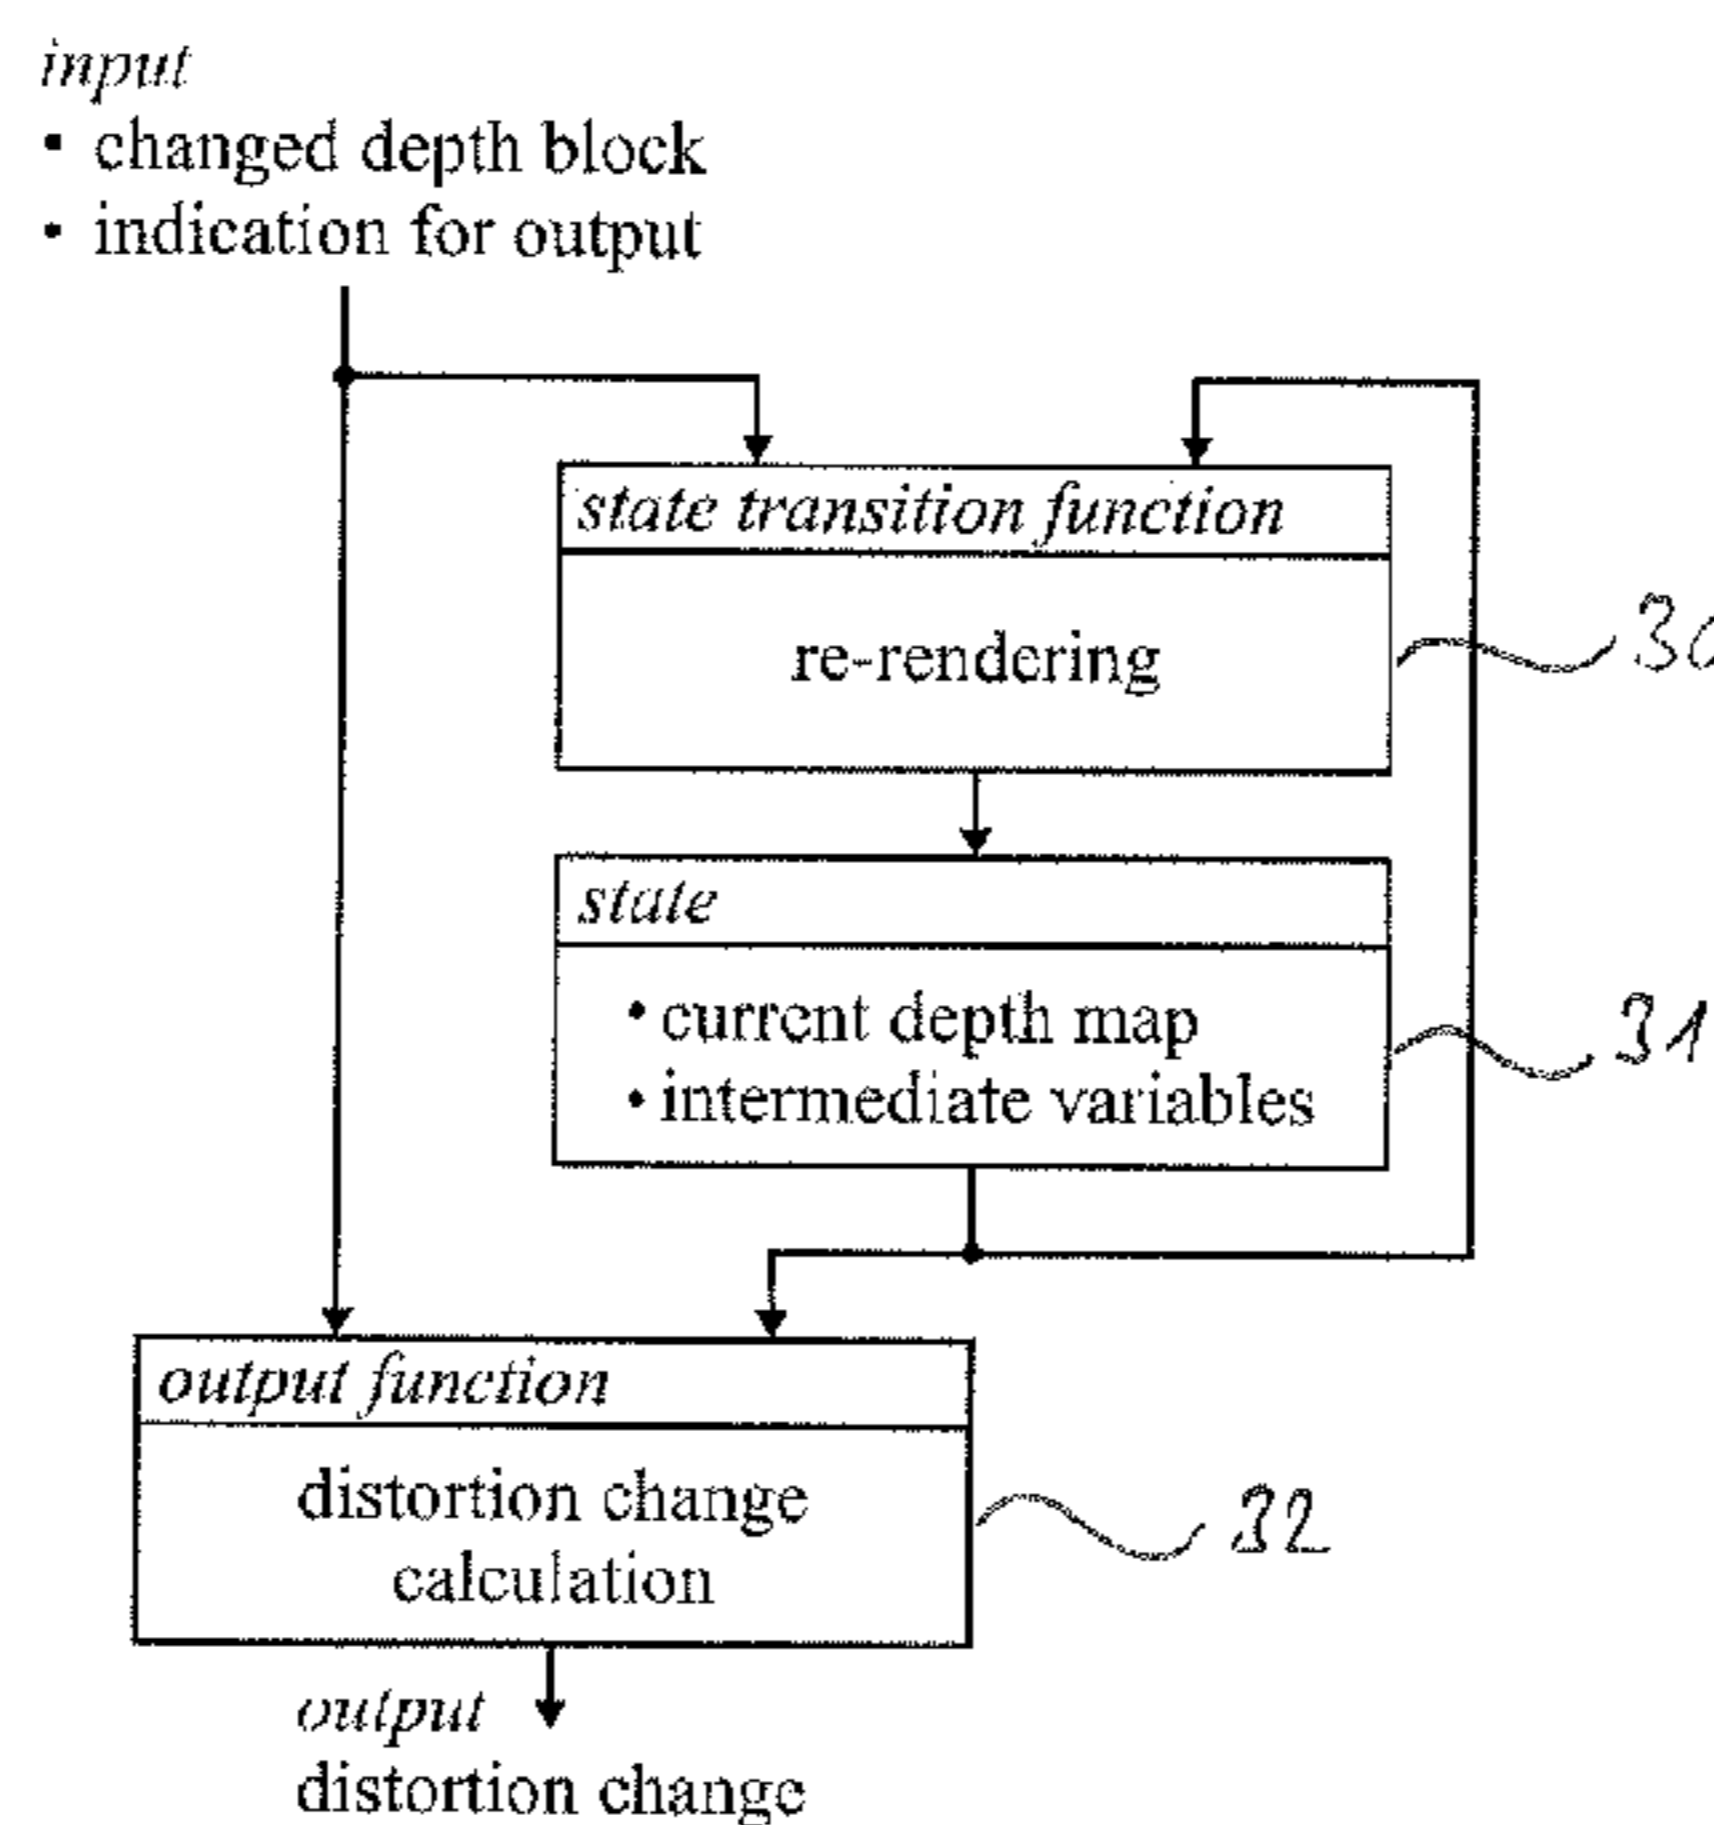 input
• changed depth block
• indication for output
state transition function
re-rendering
30
state
• current depth map
• intermediate variables
31
output function
distortion change
calculation
32
output
distortion change